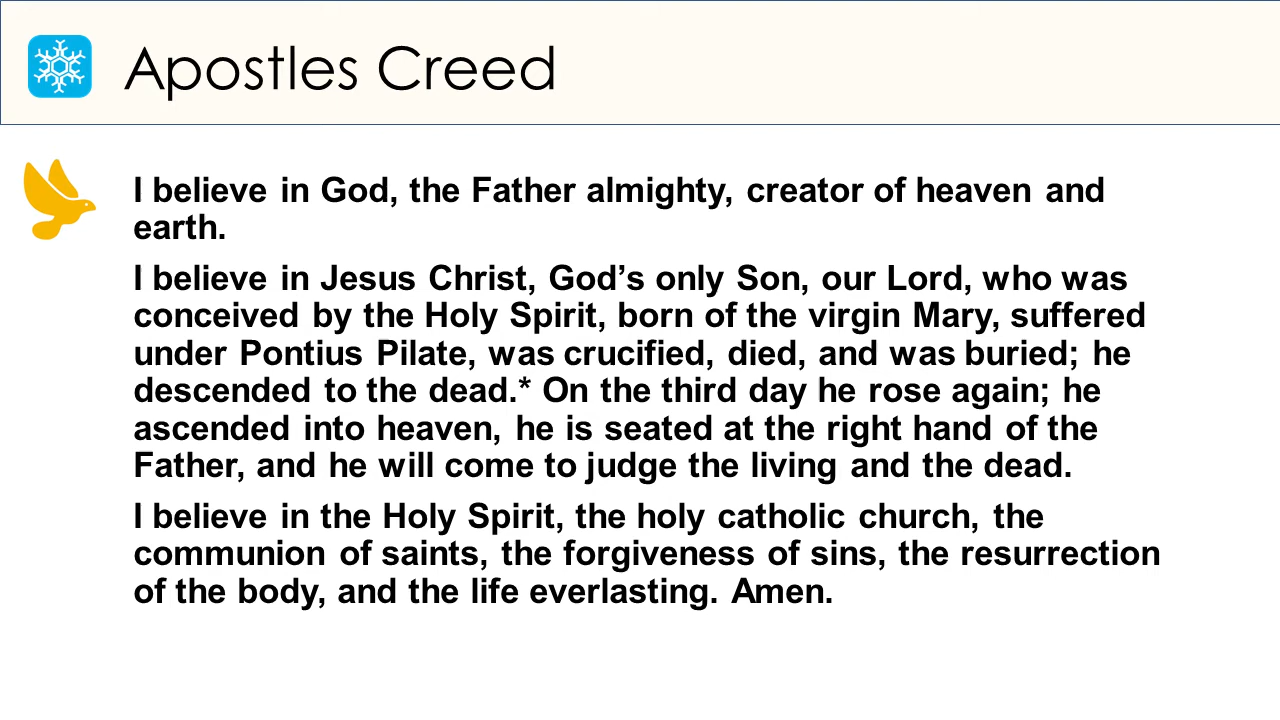 Apostles Creed
I believe in God, the Father almighty, creator of heaven and
earth.
I believe in Jesus Christ, God’s only Son, our Lord, who was
conceived by the Holy Spirit, born of the virgin Mary, suffered
under Pontius Pilate, was crucified, died, and was buried; he
descended to the dead.* On the third day he rose again; he
ascended into heaven, he is seated at the right hand of the
Father, and he will come to judge the living and the dead.
I believe in the Holy Spirit, the holy catholic church, the
communion of saints, the forgiveness of sins, the resurrection
of the body, and the life everlasting. Amen.